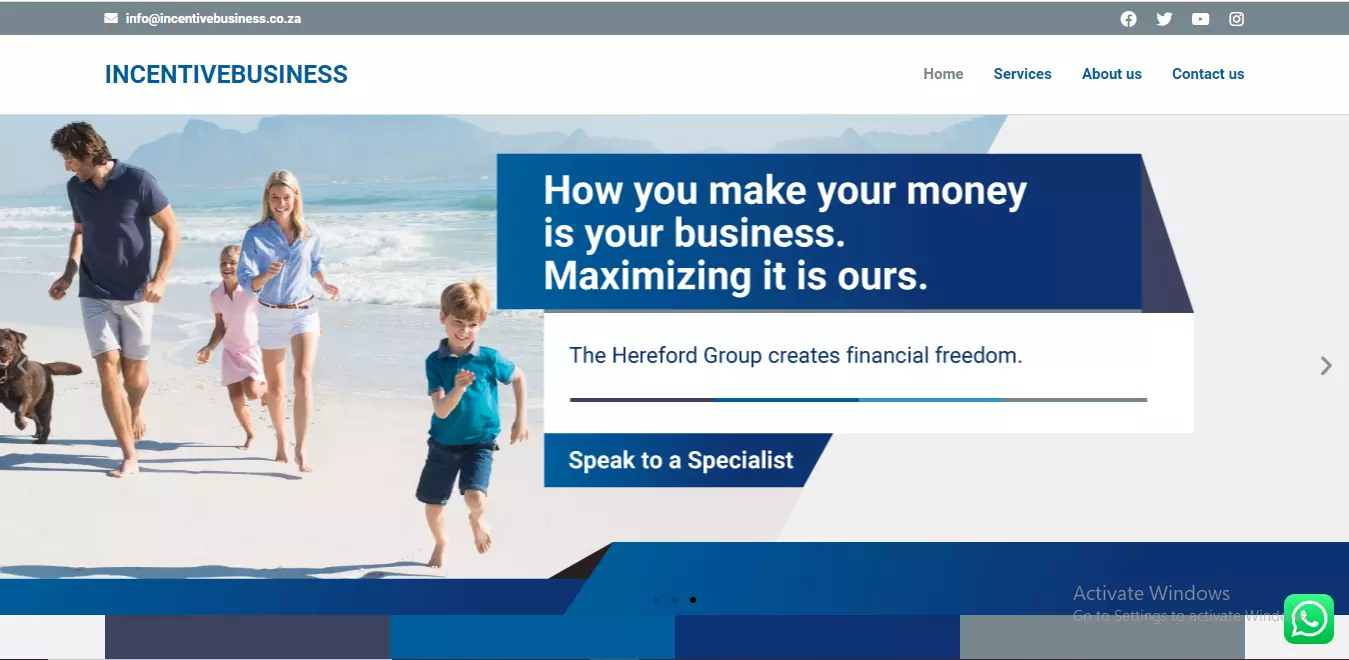 info@incentivebusiness.co.za
INCENTIVEBUSINESS
Home Services About us Contact us
How you make your money
is your business.
Maximizing it is ours.
The Hereford Group creates financial freedom.
Speak to a Specialist
Activate Windows
Go to Settings to activate